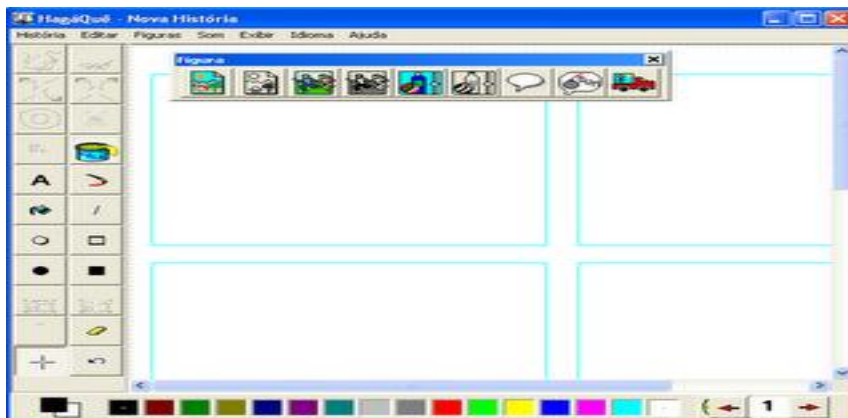 HagáQuê - Nova História
História Editar Figuras Som Exibir Idioma Ajuda
Figura
A
1